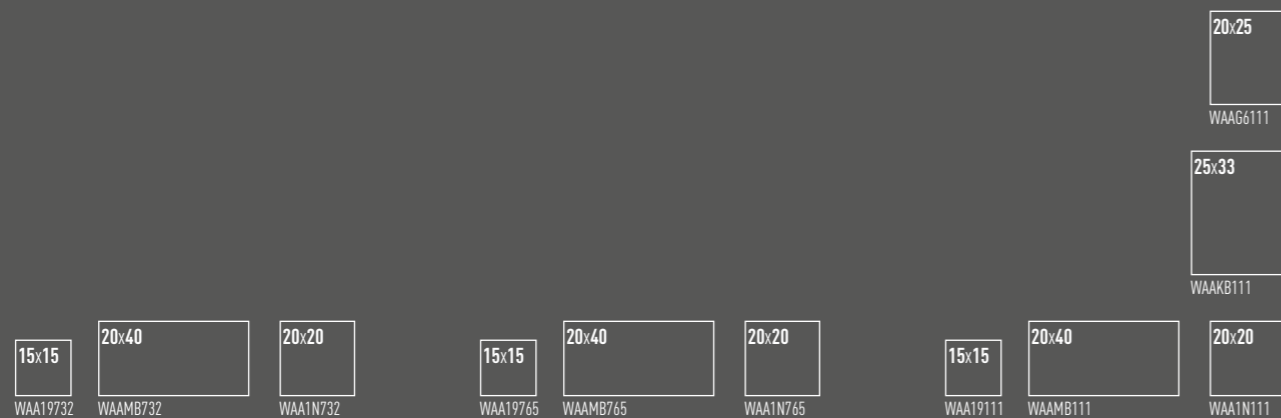 20x25
WAAG6111
25x33
WAAKB111
15x15
WAA19732
20x40
WAAMB732
20x20
WAA1N732
15x15
WAA19765
20x40
WAAMB765
20x20
WAA1N765
15x15
WAA19111
20x40
WAAMB111
20x20
WAA1N111